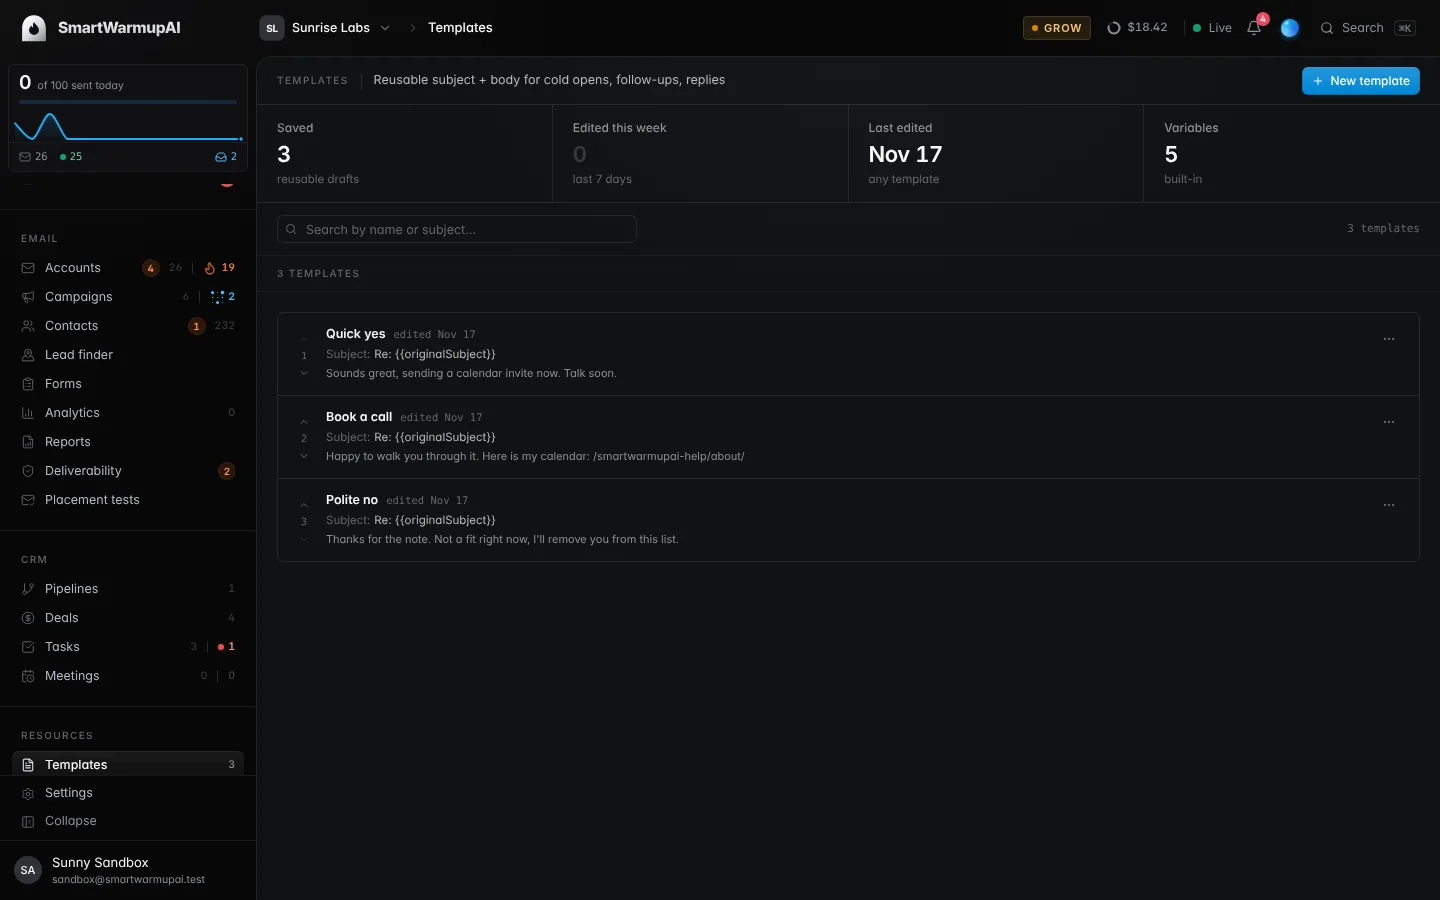 SmartWarmupAI
SL Sunrise Labs > Templates
GROW $18.42 Live 4 Search ⌘K
0 of 100 sent today
26 25 2
EMAIL
Accounts 4 26 19
Campaigns 6 2
Contacts 1 232
Lead finder
Forms
Analytics 0
Reports
Deliverability 2
Placement tests
CRM
Pipelines 1
Deals 4
Tasks 3 1
Meetings 0 0
RESOURCES
Templates 3
Settings
Collapse
SA Sunny Sandbox
sandbox@smartwarmupai.test
TEMPLATES Reusable subject + body for cold opens, follow-ups, replies
+ New template
Saved
3
reusable drafts
Edited this week
0
last 7 days
Last edited
Nov 17
any template
Variables
5
built-in
Search by name or subject...
3 templates
3 TEMPLATES
1
Quick yes edited Nov 17
Subject: Re: {{originalSubject}}
Sounds great, sending a calendar invite now. Talk soon.
2
Book a call edited Nov 17
Subject: Re: {{originalSubject}}
Happy to walk you through it. Here is my calendar: /smartwarmupai-help/about/
3
Polite no edited Nov 17
Subject: Re: {{originalSubject}}
Thanks for the note. Not a fit right now, I'll remove you from this list.